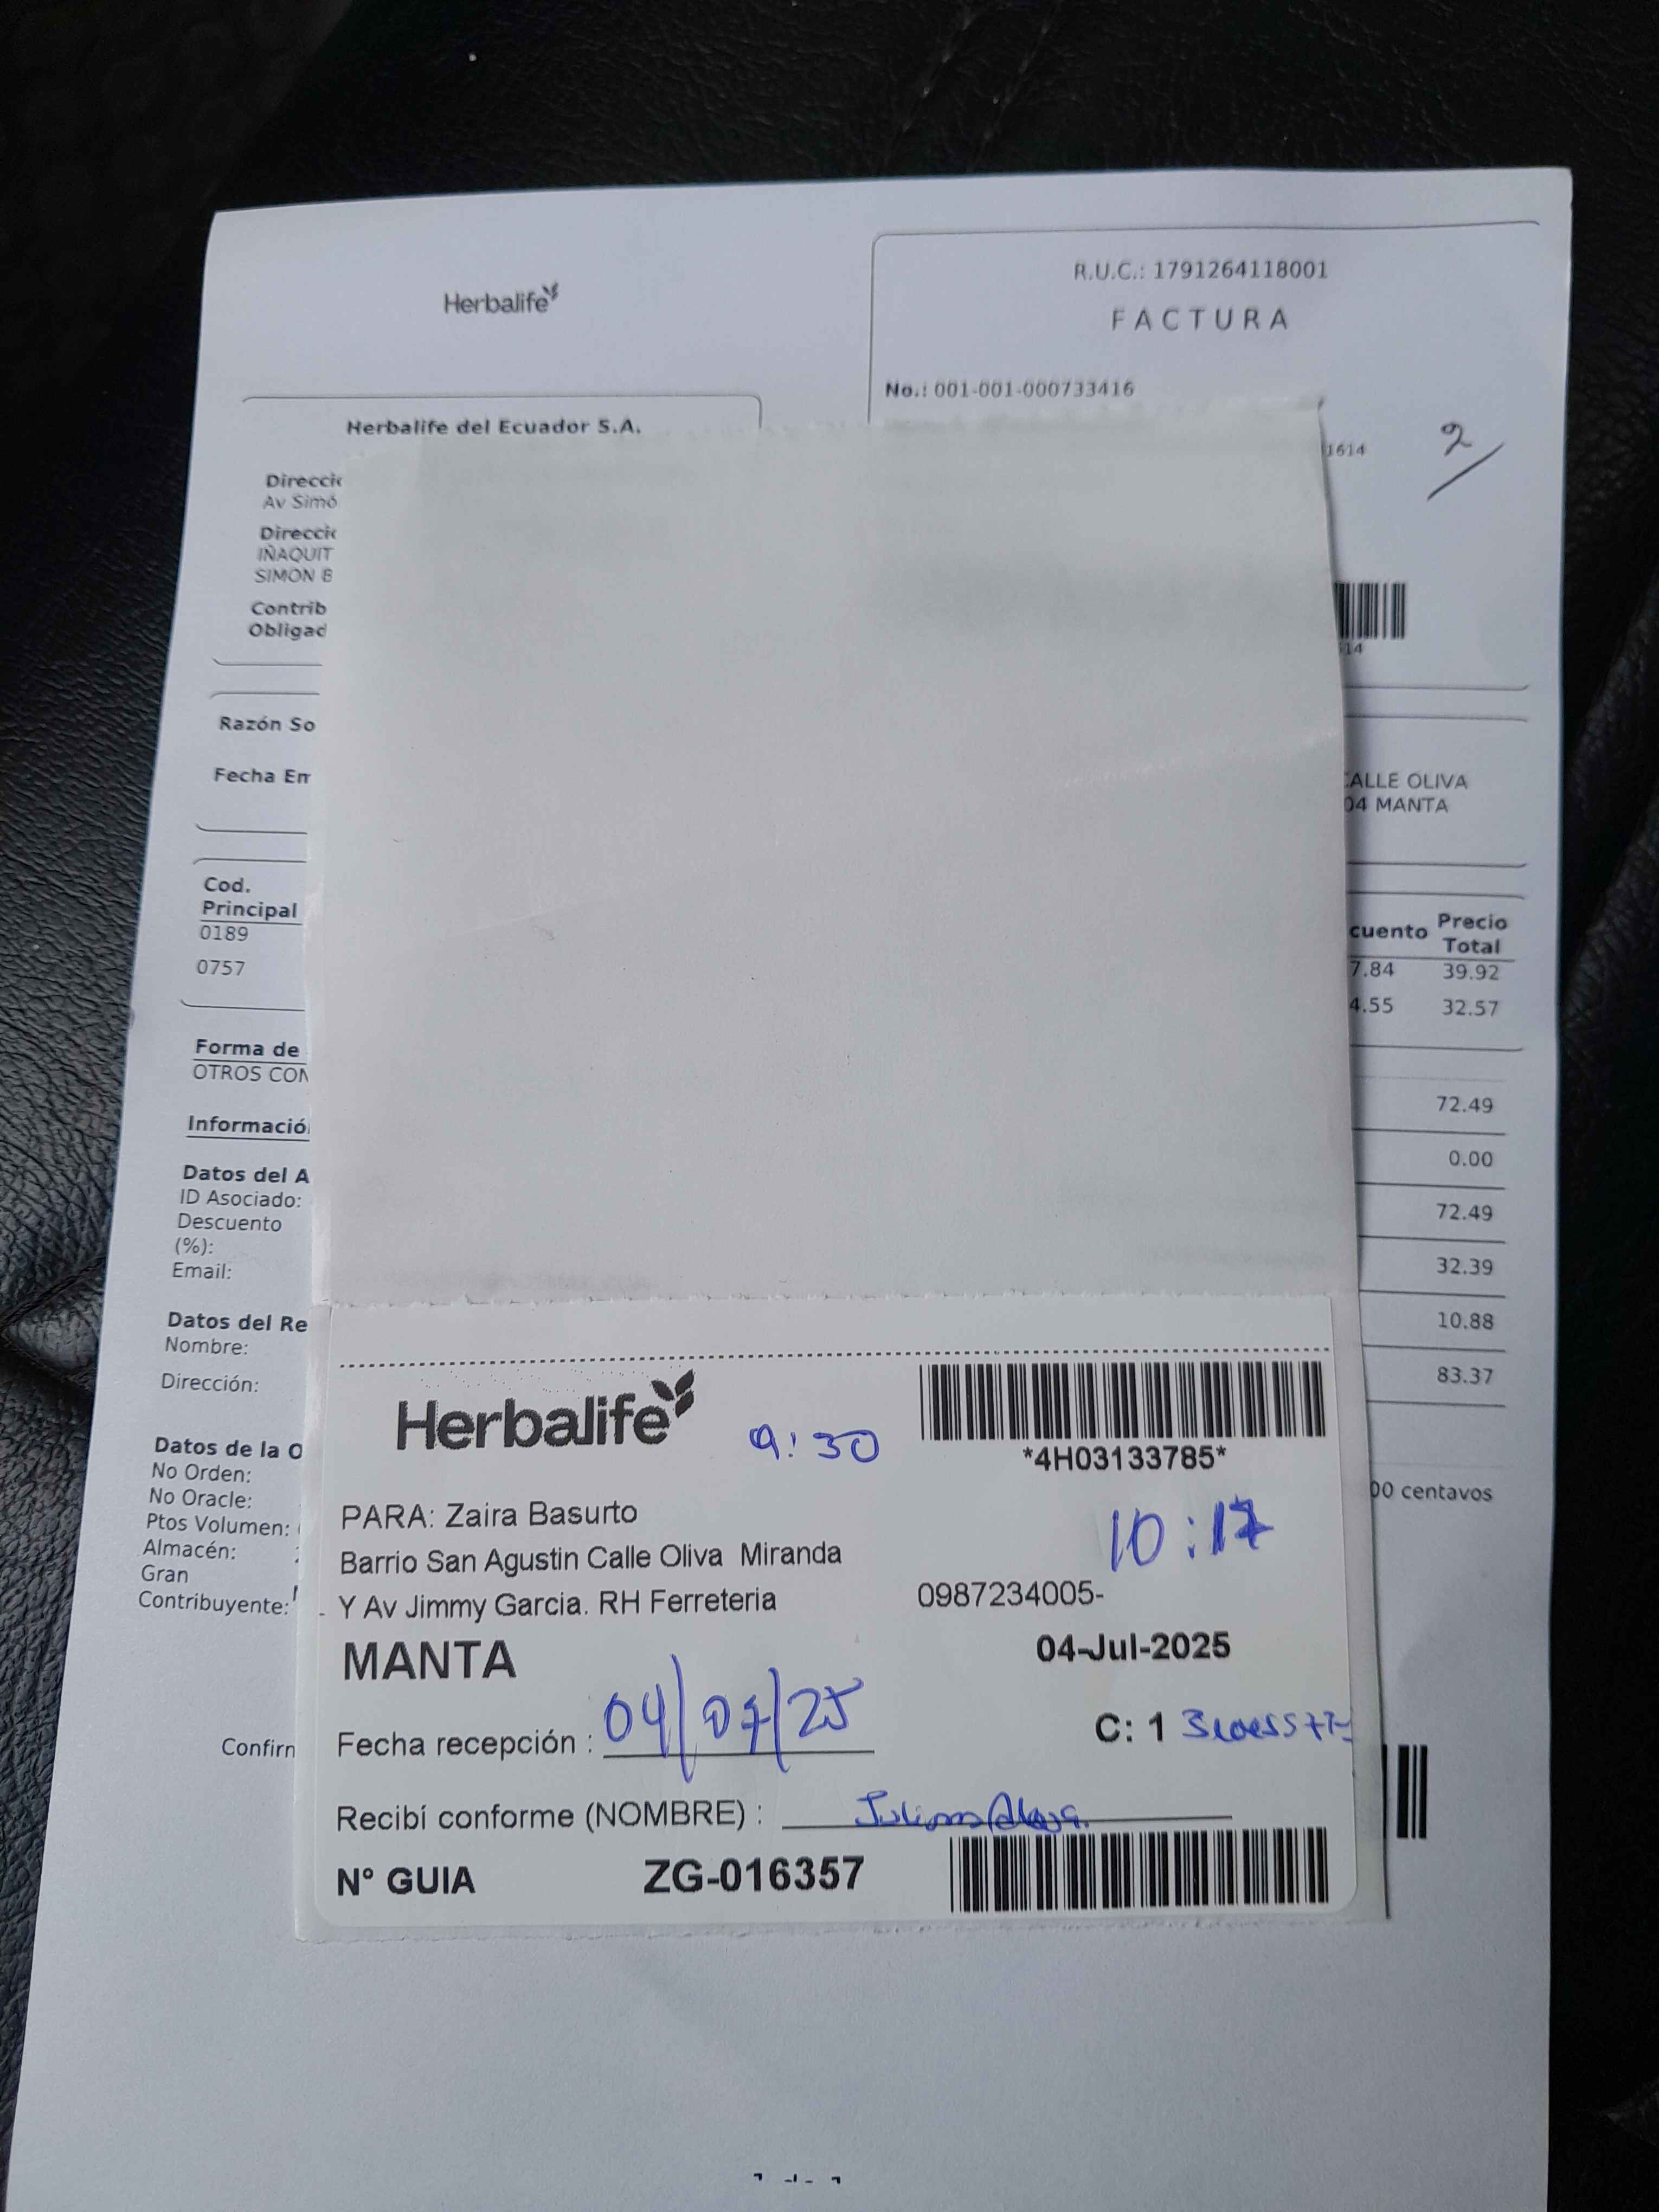 Herbalife
R.U.C.: 1791264118001
FACTURA
No.: 001-001-000733416
Herbalife del Ecuador S.A.
1614
2/
Direcci
Av Simó
Direcci
IÑAQUIT
SIMON B
Contrib
Obligad
14
Razón So
Fecha Em
CALLE OLIVA
04 MANTA
Cod.
Principal
cuento Precio
Total
0189 7.84 39.92
0757 4.55 32.57
Forma de
OTROS CON
72.49
Informació
0.00
Datos del A
ID Asociado:
72.49
Descuento
(%):
Email:
32.39
Datos del Re
10.88
Nombre:
Dirección:
83.37
Datos de la O
No Orden:
No Oracle:
00 centavos
Ptos Volumen:
Almacén:
Gran
Contribuyente:
Confirn
Herbalife
9:30
*4H03133785*
PARA: Zaira Basurto
10:17
Barrio San Agustin Calle Oliva Miranda
Y Av Jimmy Garcia. RH Ferreteria
0987234005-
MANTA
04-Jul-2025
Fecha recepción : 04/07/25
C: 1
Recibí conforme (NOMBRE) :
N° GUIA ZG-016357